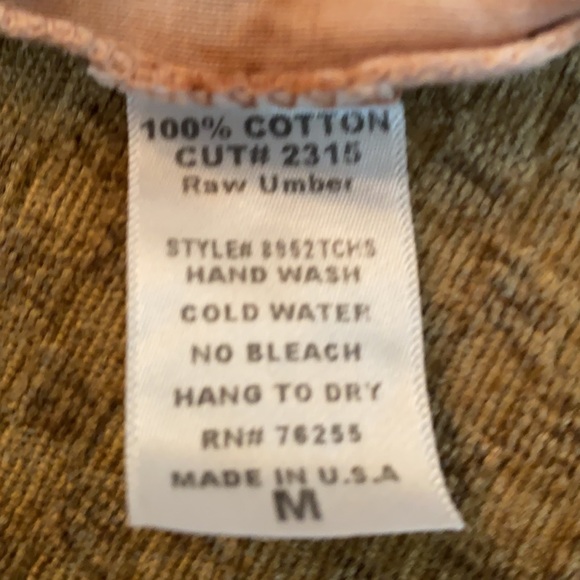 100% COTTON
CUT# 2315
Raw Umber
STYLE# 8952TCHS
HAND WASH
COLD WATER
NO BLEACH
HANG TO DRY
RN# 76255
MADE IN U.S.A
M